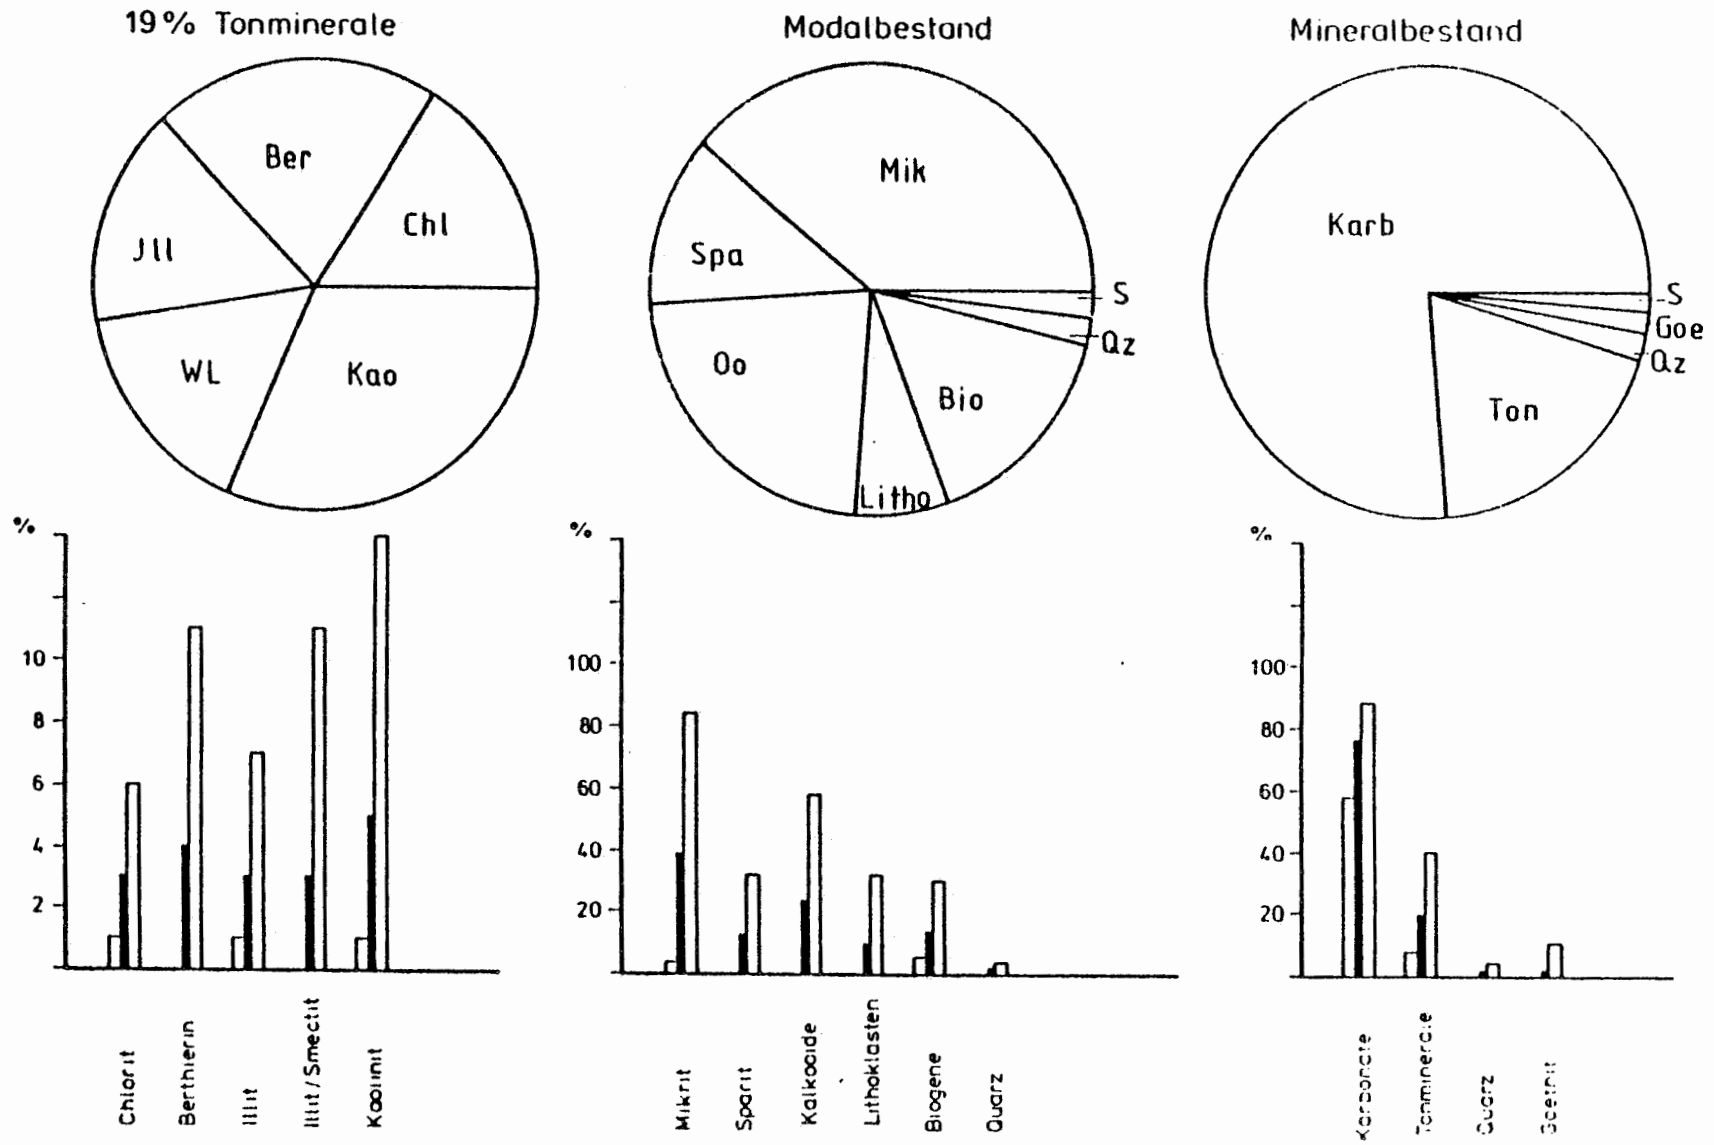 19% Tonminerale
Modalbestand
Mineralbestand
Ber
Chl
Jll
WL
Kao
Mik
Spa
S
Qz
Oo
Bio
Litho
Karb
S
Goe
Qz
Ton
%
10
8
6
4
2
Chlorit
Berthierin
Illit
Illit/Smectit
Kaolinit
%
100
80
60
40
20
Mikrit
Sparit
Kalkooide
Lithoklasten
Biogene
Quarz
%
100
80
60
40
20
Karbonate
Tonminerale
Quarz
Goethit